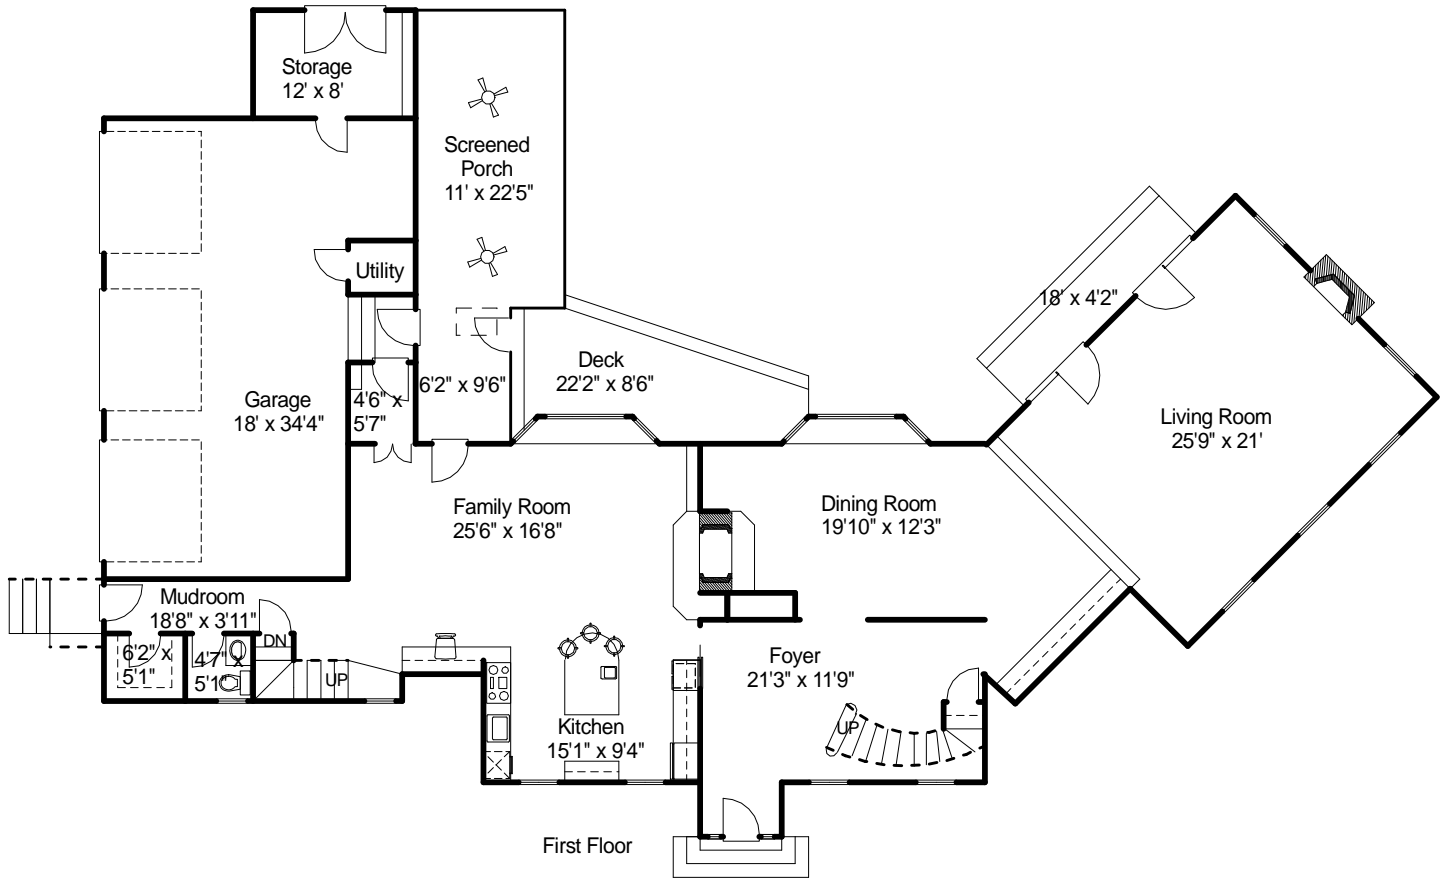 Storage
12' x 8'
Screened
Porch
11' x 22'5"
Utility
18' x 4'2"
Deck
22'2" x 8'6"
6'2" x 9'6"
4'6" x
5'7"
Garage
18' x 34'4"
Living Room
25'9" x 21'
Family Room
25'6" x 16'8"
Dining Room
19'10" x 12'3"
Mudroom
18'8" x 3'11"
6'2" x
5'1"
4'7" x
5'1"
DN
UP
Foyer
21'3" x 11'9"
UP
Kitchen
15'1" x 9'4"
First Floor